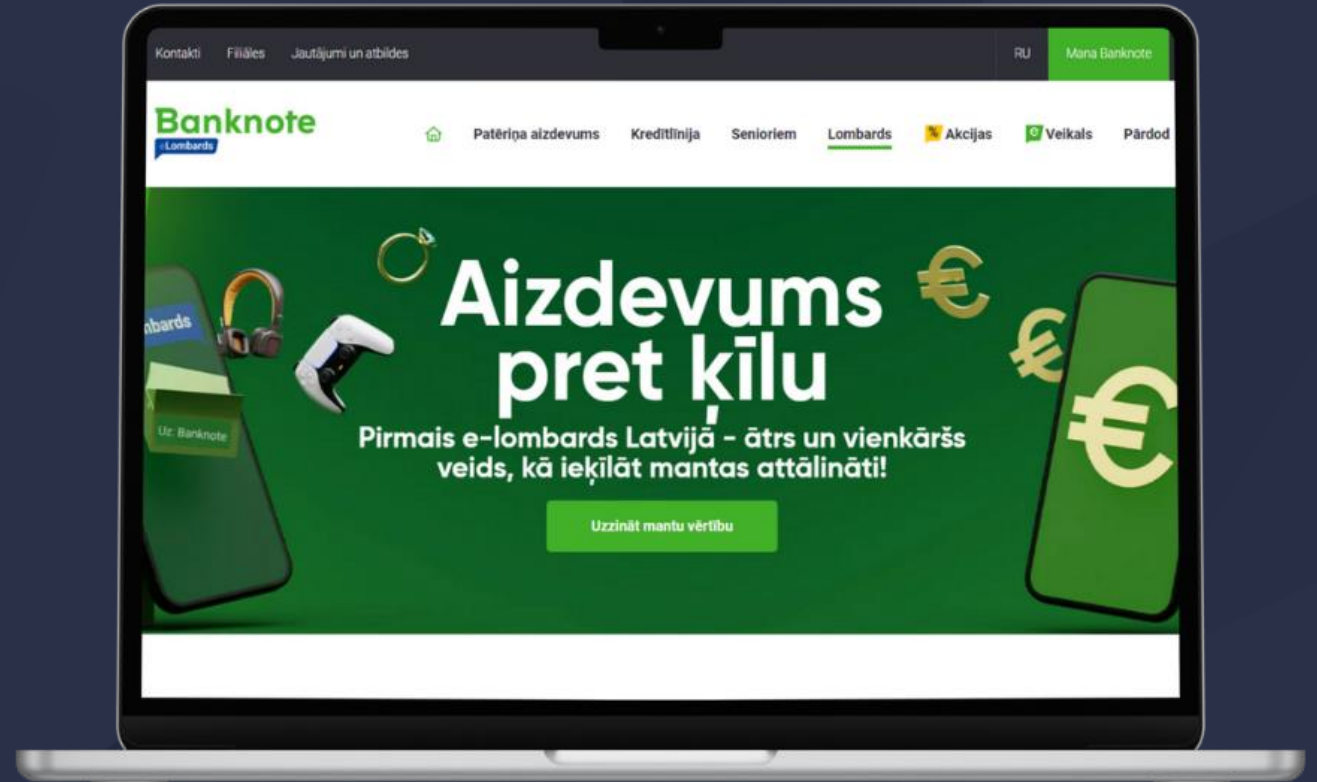 Kontakti Filiāles Jautājumi un atbildes RU Mana Banknote
Banknote
eLombards
Patēriņa aizdevums Kredītlīnija Senioriem Lombards % Akcijas e Veikals Pārdod
Aizdevums
pret ķīlu
Pirmais e-lombards Latvijā - ātrs un vienkāršs
veids, kā ieķīlāt mantas attālināti!
Uzzināt mantu vērtību
mbards
Uz: Banknote
€
€
€